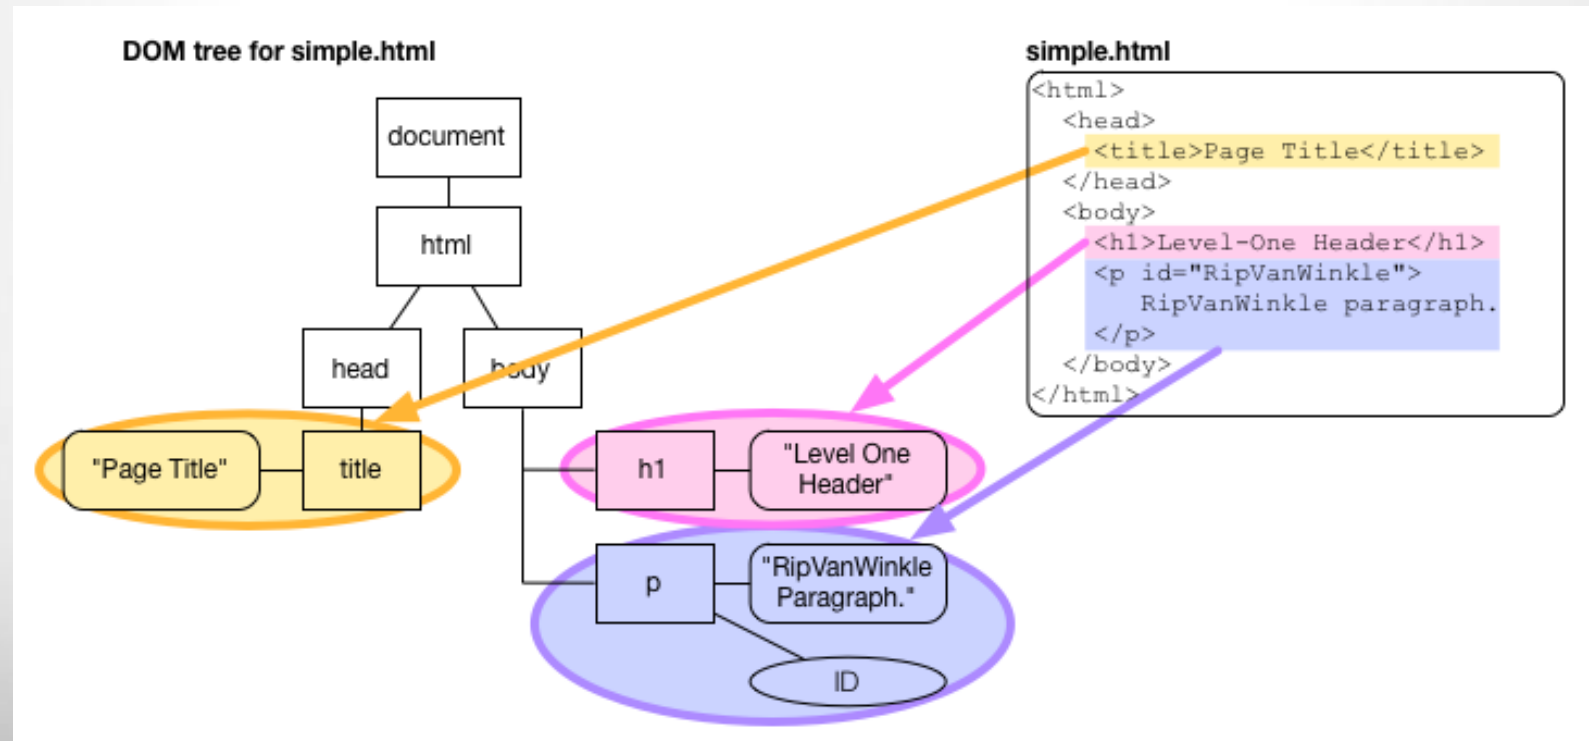 DOM tree for simple.html
document
html
head
body
"Page Title"
title
h1
"Level One
Header"
p
"RipVanWinkle
Paragraph."
ID
simple.html
<html>
  <head>
    <title>Page Title</title>
  </head>
  <body>
    <h1>Level-One Header</h1>
    <p id="RipVanWinkle">
       RipVanWinkle paragraph.
    </p>
  </body>
</html>